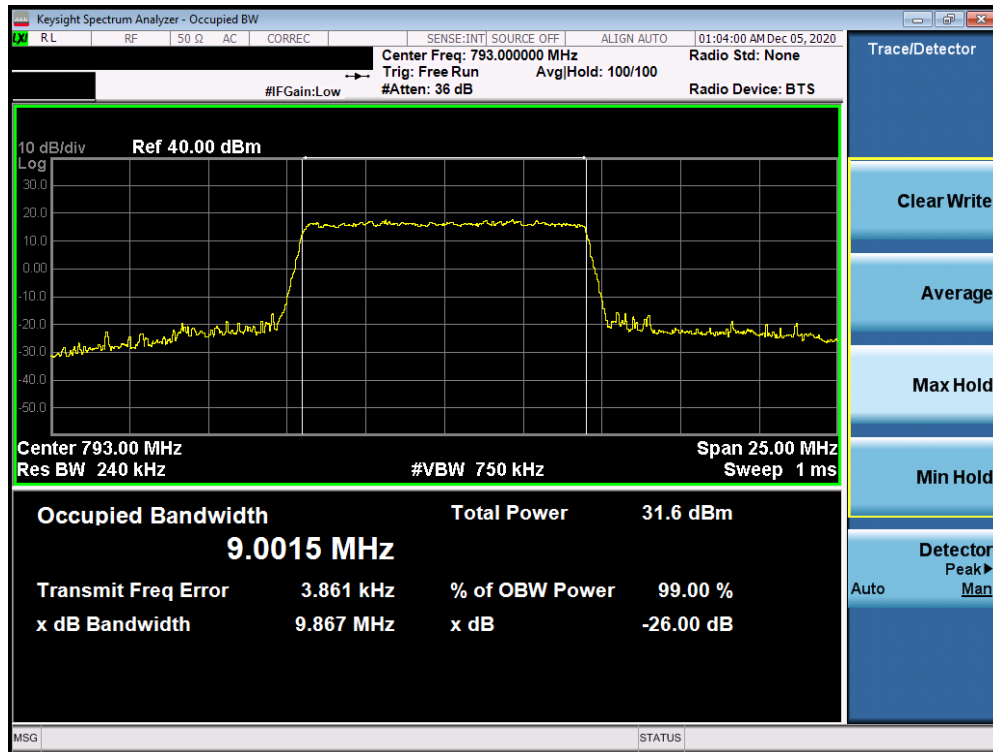 Keysight Spectrum Analyzer - Occupied BW
LXI RL RF 50 Ω AC CORREC SENSE:INT SOURCE OFF ALIGN AUTO 01:04:00 AM Dec 05, 2020
Center Freq: 793.000000 MHz Radio Std: None
Trig: Free Run Avg|Hold: 100/100
#IFGain:Low #Atten: 36 dB Radio Device: BTS
10 dB/div Ref 40.00 dBm
Log
30.0
20.0
10.0
0.00
-10.0
-20.0
-30.0
-40.0
-50.0
Center 793.00 MHz Span 25.00 MHz
Res BW 240 kHz #VBW 750 kHz Sweep 1 ms
Occupied Bandwidth Total Power 31.6 dBm
9.0015 MHz
Transmit Freq Error 3.861 kHz % of OBW Power 99.00 %
x dB Bandwidth 9.867 MHz x dB -26.00 dB
Trace/Detector
Clear Write
Average
Max Hold
Min Hold
Detector
Peak▶
Auto Man
MSG STATUS